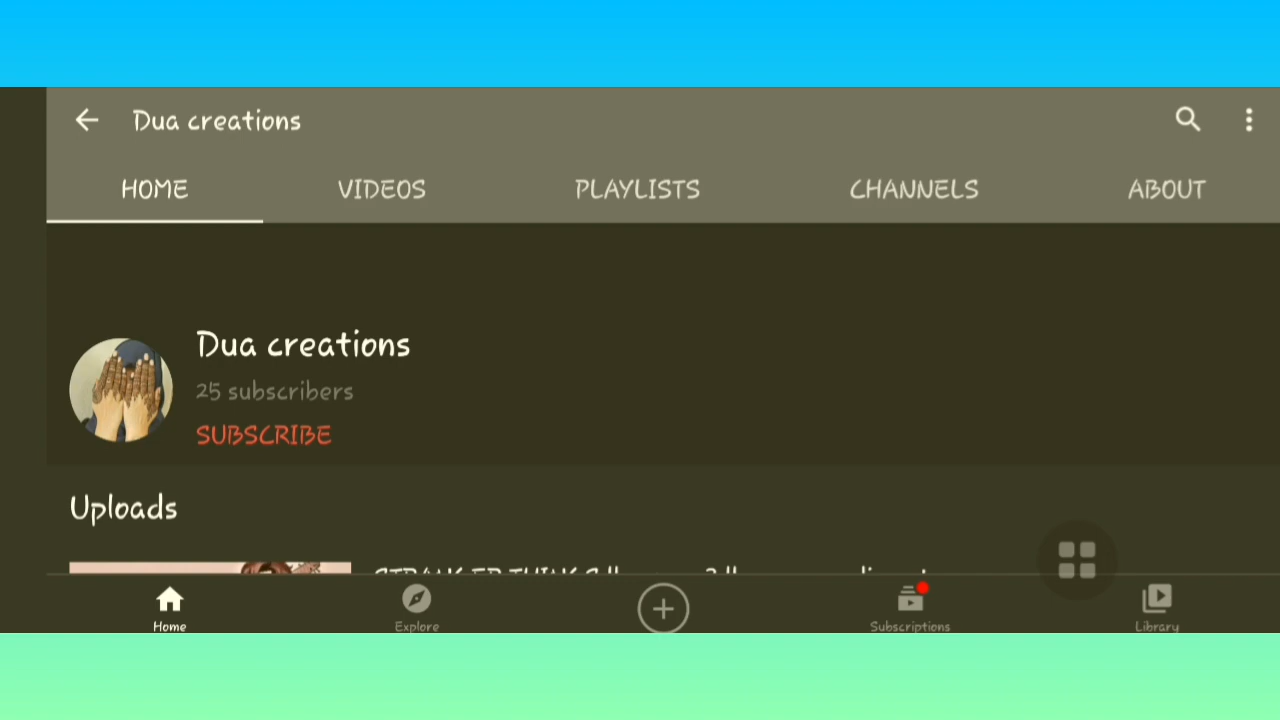 Dua creations
HOME VIDEOS PLAYLISTS CHANNELS ABOUT
Dua creations
25 subscribers
SUBSCRIBE
Uploads
Home Explore Subscriptions Library